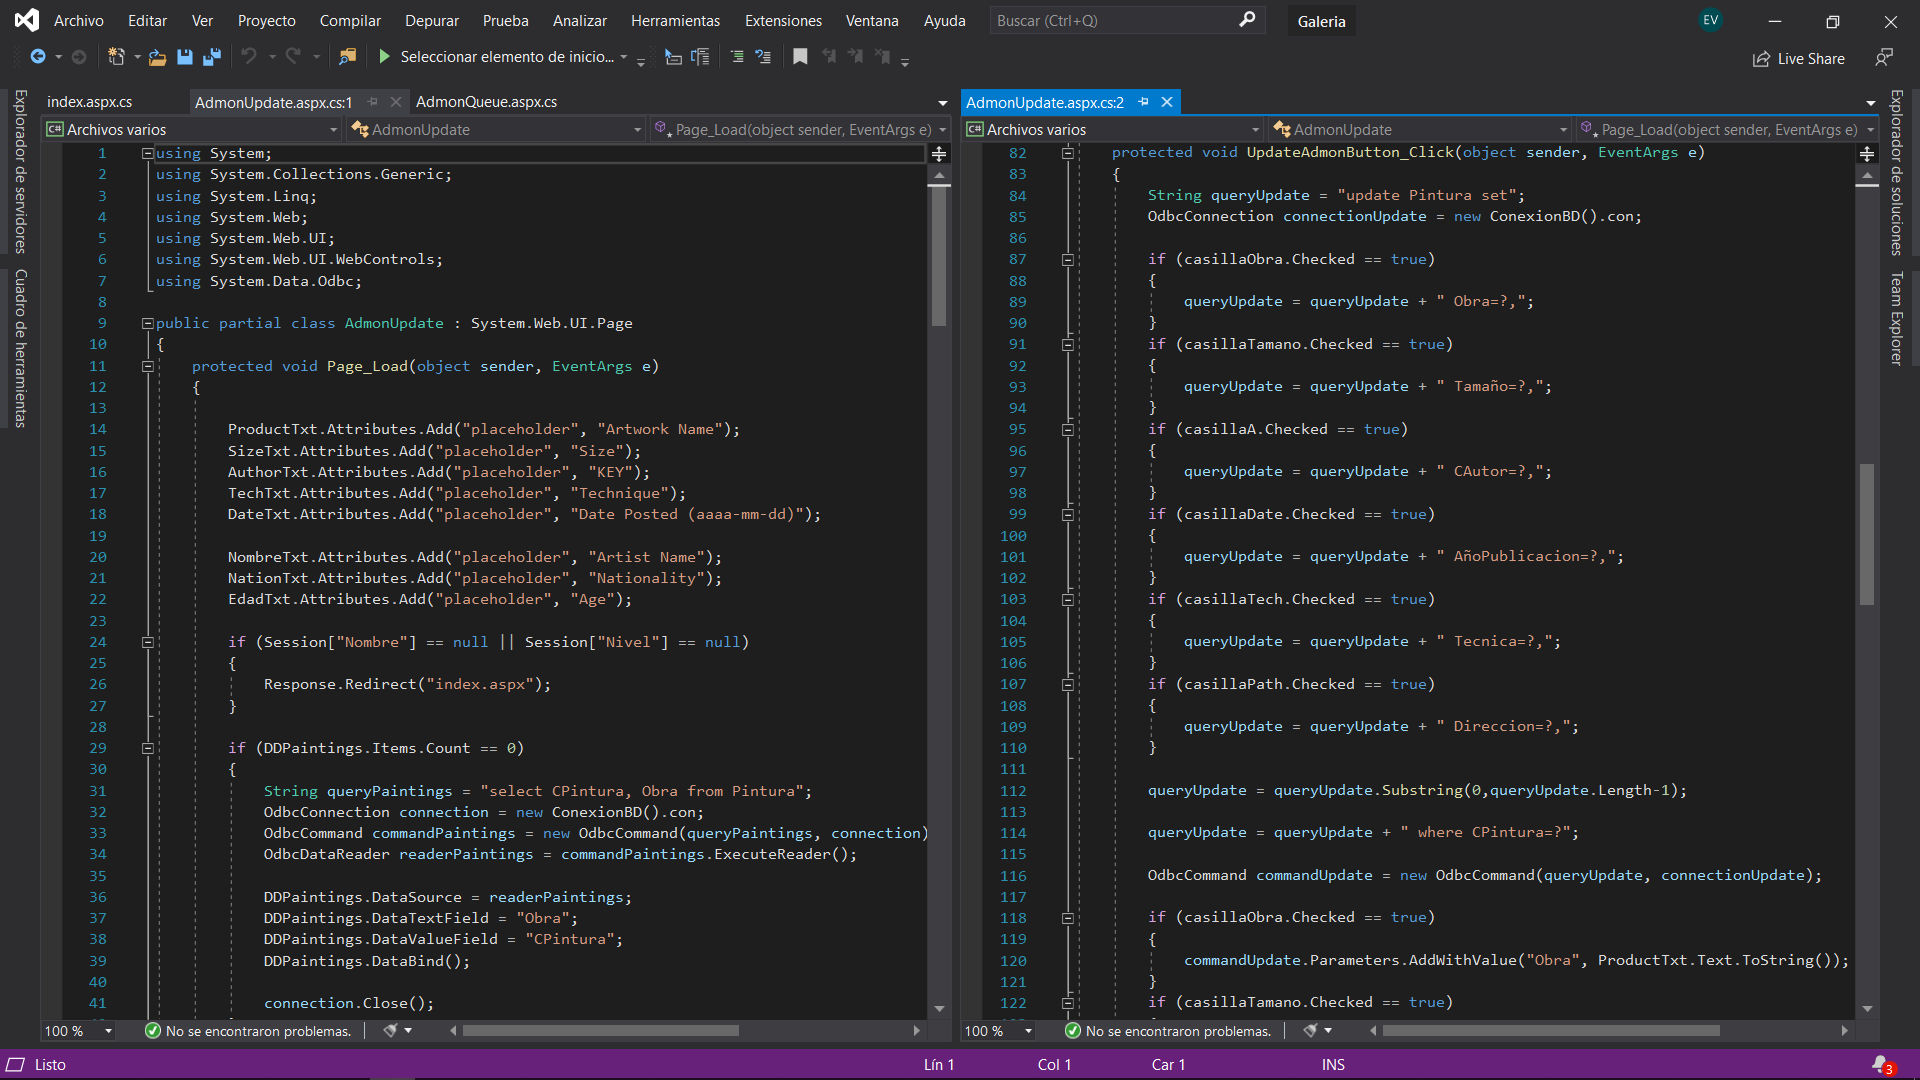 Archivo Editar Ver Proyecto Compilar Depurar Prueba Analizar Herramientas Extensiones Ventana Ayuda Buscar (Ctrl+Q) Galeria EV
Seleccionar elemento de inicio... Live Share
Explorador de servidores
Cuadro de herramientas
index.aspx.cs AdmonUpdate.aspx.cs:1 AdmonQueue.aspx.cs
C# Archivos varios AdmonUpdate Page_Load(object sender, EventArgs e)
1 using System;
2 using System.Collections.Generic;
3 using System.Linq;
4 using System.Web;
5 using System.Web.UI;
6 using System.Web.UI.WebControls;
7 using System.Data.Odbc;
8
9 public partial class AdmonUpdate : System.Web.UI.Page
10 {
11 protected void Page_Load(object sender, EventArgs e)
12 {
13
14 ProductTxt.Attributes.Add("placeholder", "Artwork Name");
15 SizeTxt.Attributes.Add("placeholder", "Size");
16 AuthorTxt.Attributes.Add("placeholder", "KEY");
17 TechTxt.Attributes.Add("placeholder", "Technique");
18 DateTxt.Attributes.Add("placeholder", "Date Posted (aaaa-mm-dd)");
19
20 NombreTxt.Attributes.Add("placeholder", "Artist Name");
21 NationTxt.Attributes.Add("placeholder", "Nationality");
22 EdadTxt.Attributes.Add("placeholder", "Age");
23
24 if (Session["Nombre"] == null || Session["Nivel"] == null)
25 {
26 Response.Redirect("index.aspx");
27 }
28
29 if (DDPaintings.Items.Count == 0)
30 {
31 String queryPaintings = "select CPintura, Obra from Pintura";
32 OdbcConnection connection = new ConexionBD().con;
33 OdbcCommand commandPaintings = new OdbcCommand(queryPaintings, connection)
34 OdbcDataReader readerPaintings = commandPaintings.ExecuteReader();
35
36 DDPaintings.DataSource = readerPaintings;
37 DDPaintings.DataTextField = "Obra";
38 DDPaintings.DataValueField = "CPintura";
39 DDPaintings.DataBind();
40
41 connection.Close();
100 % No se encontraron problemas.
AdmonUpdate.aspx.cs:2
C# Archivos varios AdmonUpdate Page_Load(object sender, EventArgs e)
82 protected void UpdateAdmonButton_Click(object sender, EventArgs e)
83 {
84 String queryUpdate = "update Pintura set";
85 OdbcConnection connectionUpdate = new ConexionBD().con;
86
87 if (casillaObra.Checked == true)
88 {
89 queryUpdate = queryUpdate + " Obra=?,";
90 }
91 if (casillaTamano.Checked == true)
92 {
93 queryUpdate = queryUpdate + " Tamaño=?,";
94 }
95 if (casillaA.Checked == true)
96 {
97 queryUpdate = queryUpdate + " CAutor=?,";
98 }
99 if (casillaDate.Checked == true)
100 {
101 queryUpdate = queryUpdate + " AñoPublicacion=?,";
102 }
103 if (casillaTech.Checked == true)
104 {
105 queryUpdate = queryUpdate + " Tecnica=?,";
106 }
107 if (casillaPath.Checked == true)
108 {
109 queryUpdate = queryUpdate + " Direccion=?,";
110 }
111
112 queryUpdate = queryUpdate.Substring(0,queryUpdate.Length-1);
113
114 queryUpdate = queryUpdate + " where CPintura=?";
115
116 OdbcCommand commandUpdate = new OdbcCommand(queryUpdate, connectionUpdate);
117
118 if (casillaObra.Checked == true)
119 {
120 commandUpdate.Parameters.AddWithValue("Obra", ProductTxt.Text.ToString());
121 }
122 if (casillaTamano.Checked == true)
100 % No se encontraron problemas.
Explorador de soluciones
Team Explorer
Listo Lín 1 Col 1 Car 1 INS 3